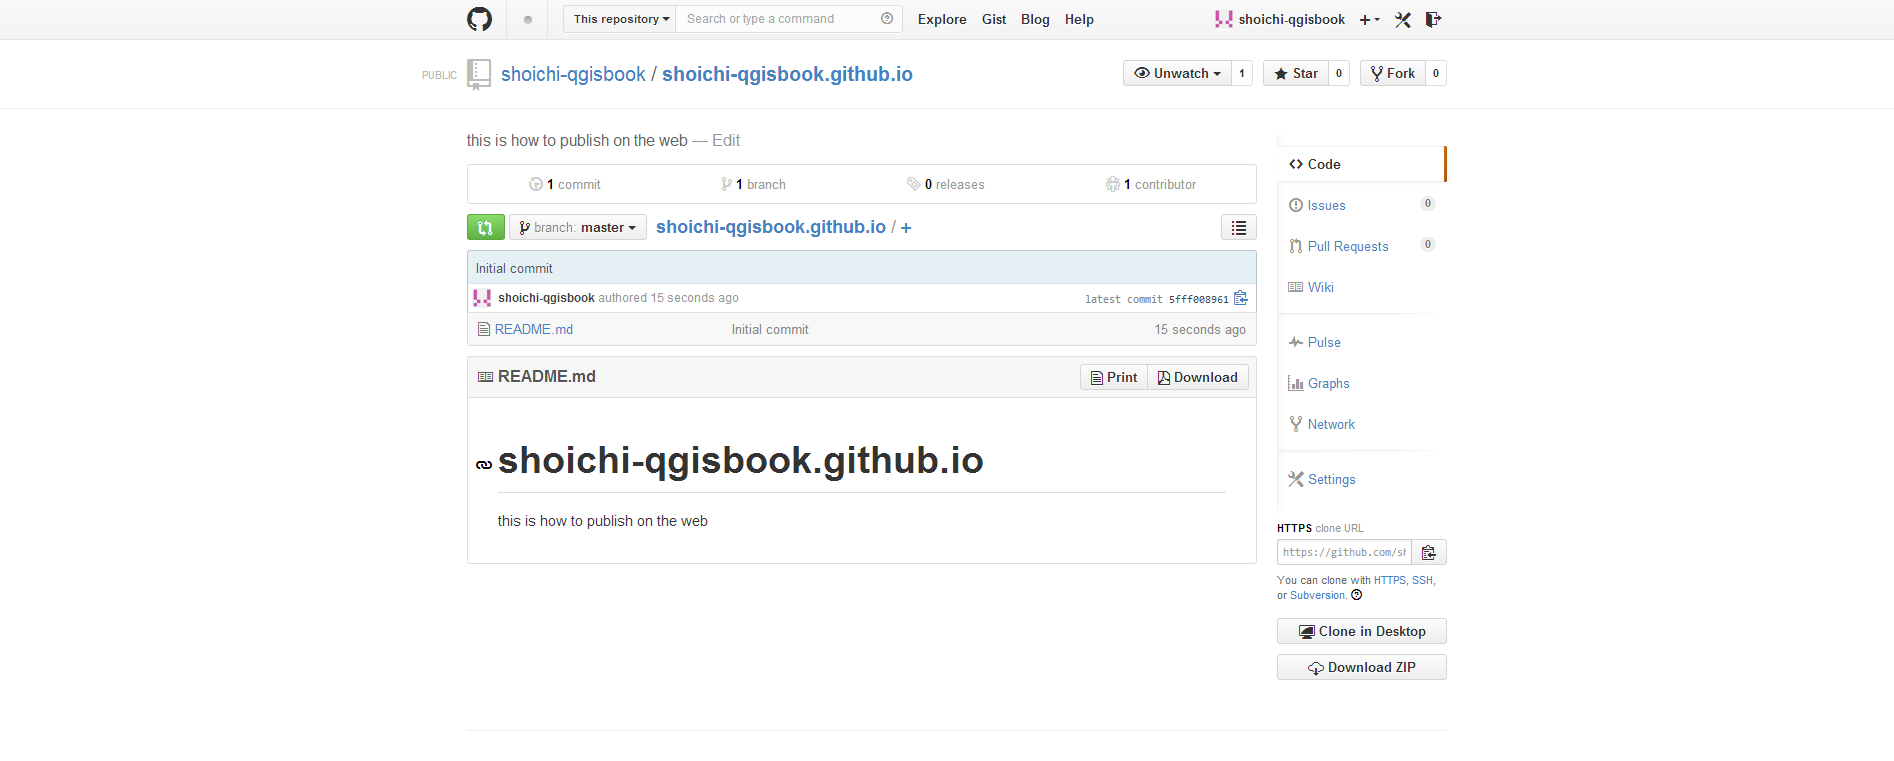 This repository Search or type a command Explore Gist Blog Help shoichi-qgisbook
PUBLIC shoichi-qgisbook / shoichi-qgisbook.github.io Unwatch 1 Star 0 Fork 0
this is how to publish on the web — Edit
1 commit 1 branch 0 releases 1 contributor
branch: master shoichi-qgisbook.github.io / +
Initial commit
shoichi-qgisbook authored 15 seconds ago latest commit 5fff008961
README.md Initial commit 15 seconds ago
README.md Print Download
shoichi-qgisbook.github.io
this is how to publish on the web
Code
Issues 0
Pull Requests 0
Wiki
Pulse
Graphs
Network
Settings
HTTPS clone URL
https://github.com/sh
You can clone with HTTPS, SSH,
or Subversion.
Clone in Desktop
Download ZIP